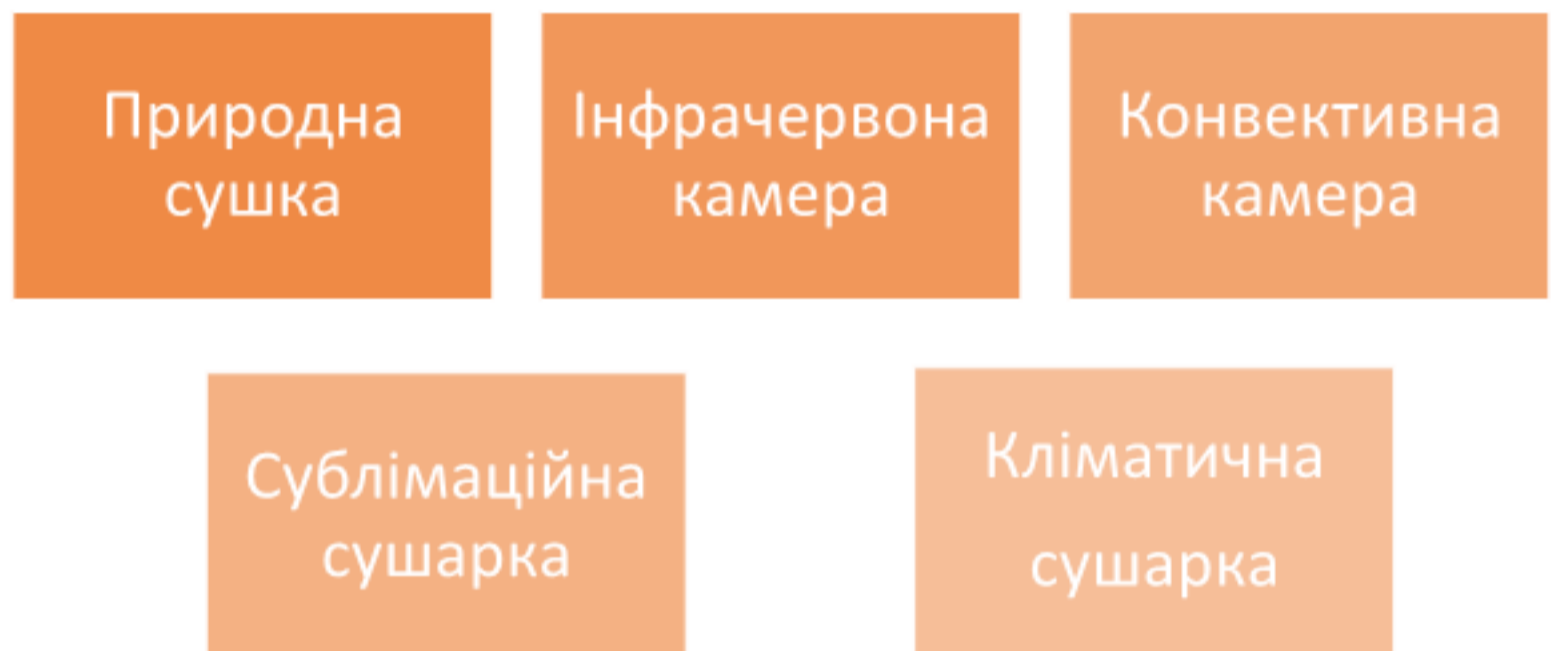 Природна
сушка
Інфрачервона
камера
Конвективна
камера
Сублімаційна
сушарка
Кліматична
сушарка